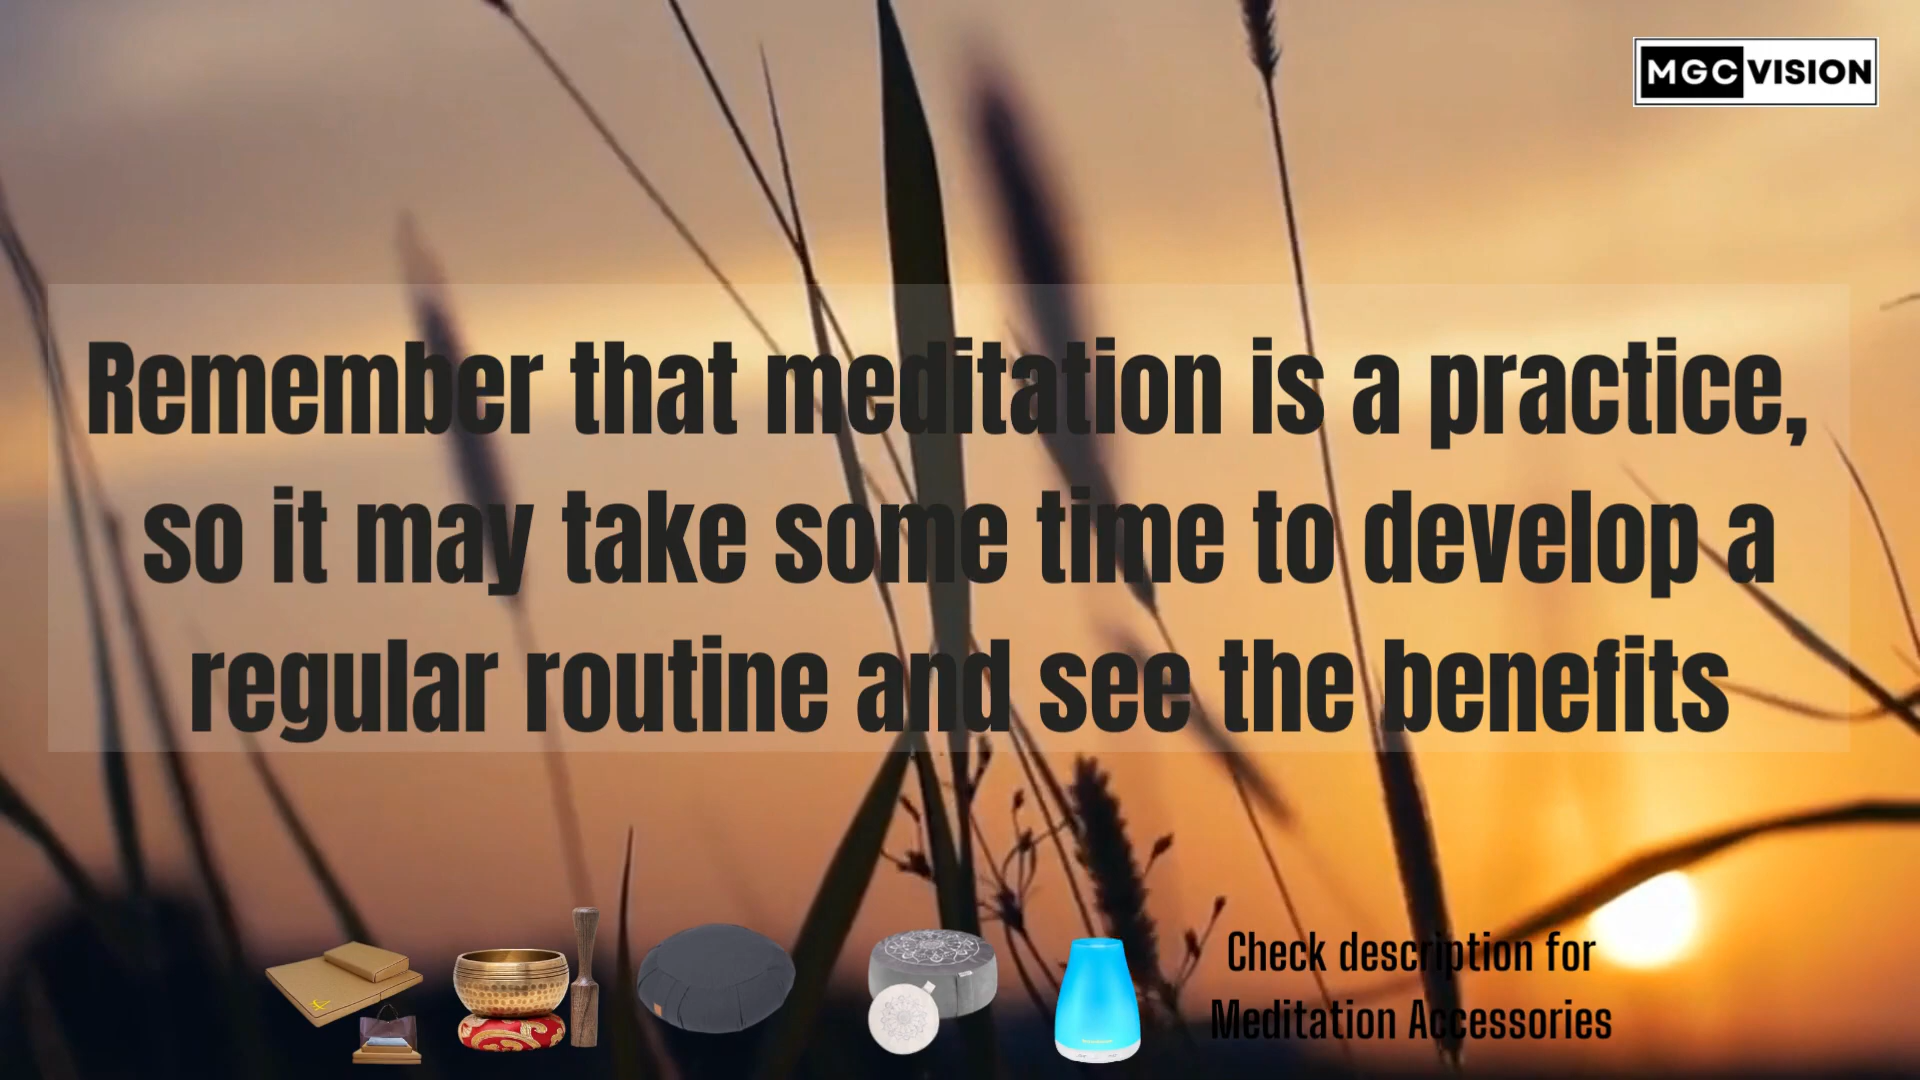 MGC VISION
Remember that meditation is a practice,
so it may take some time to develop a
regular routine and see the benefits
Check description for
Meditation Accessories